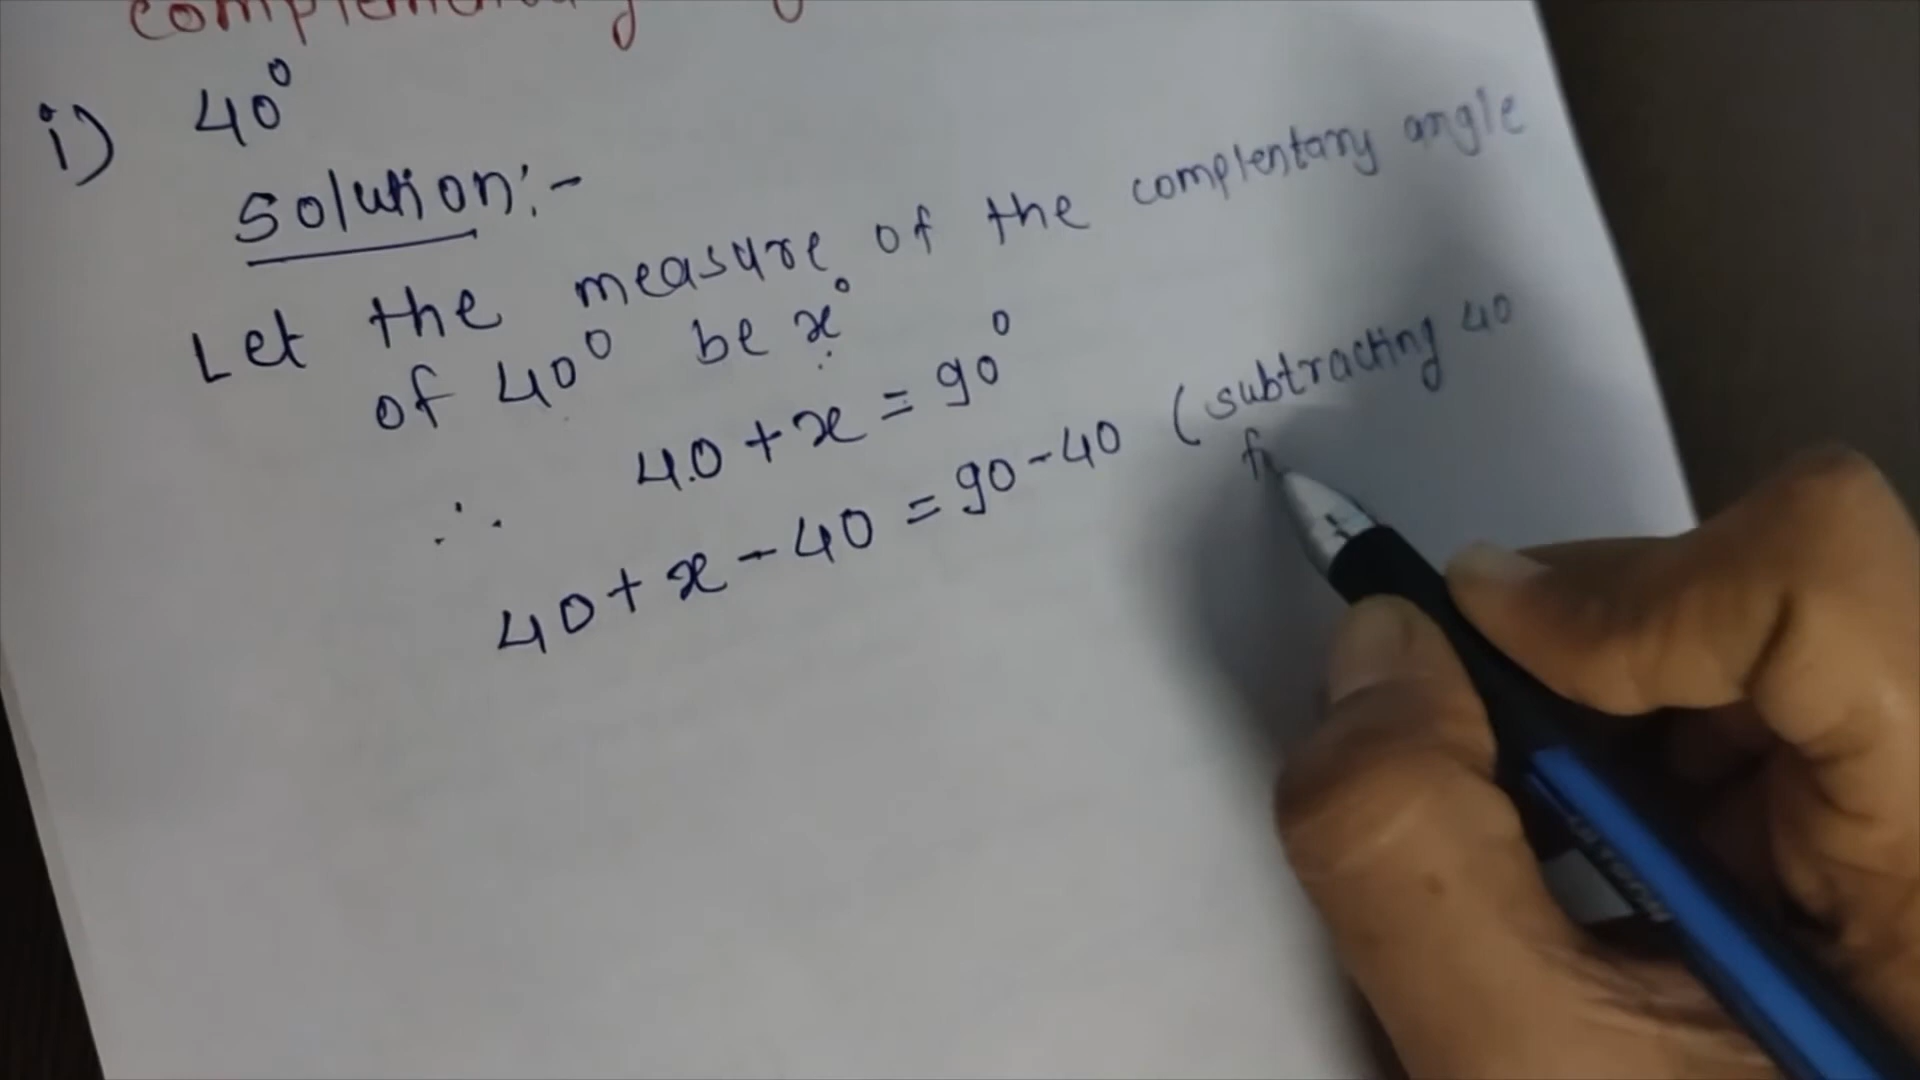 complementary
i) 40°
Solution:-
Let the measure of the complentary angle
of 40° be x°
∴ 40 + x = 90°
40 + x - 40 = 90 - 40 (subtracting 40